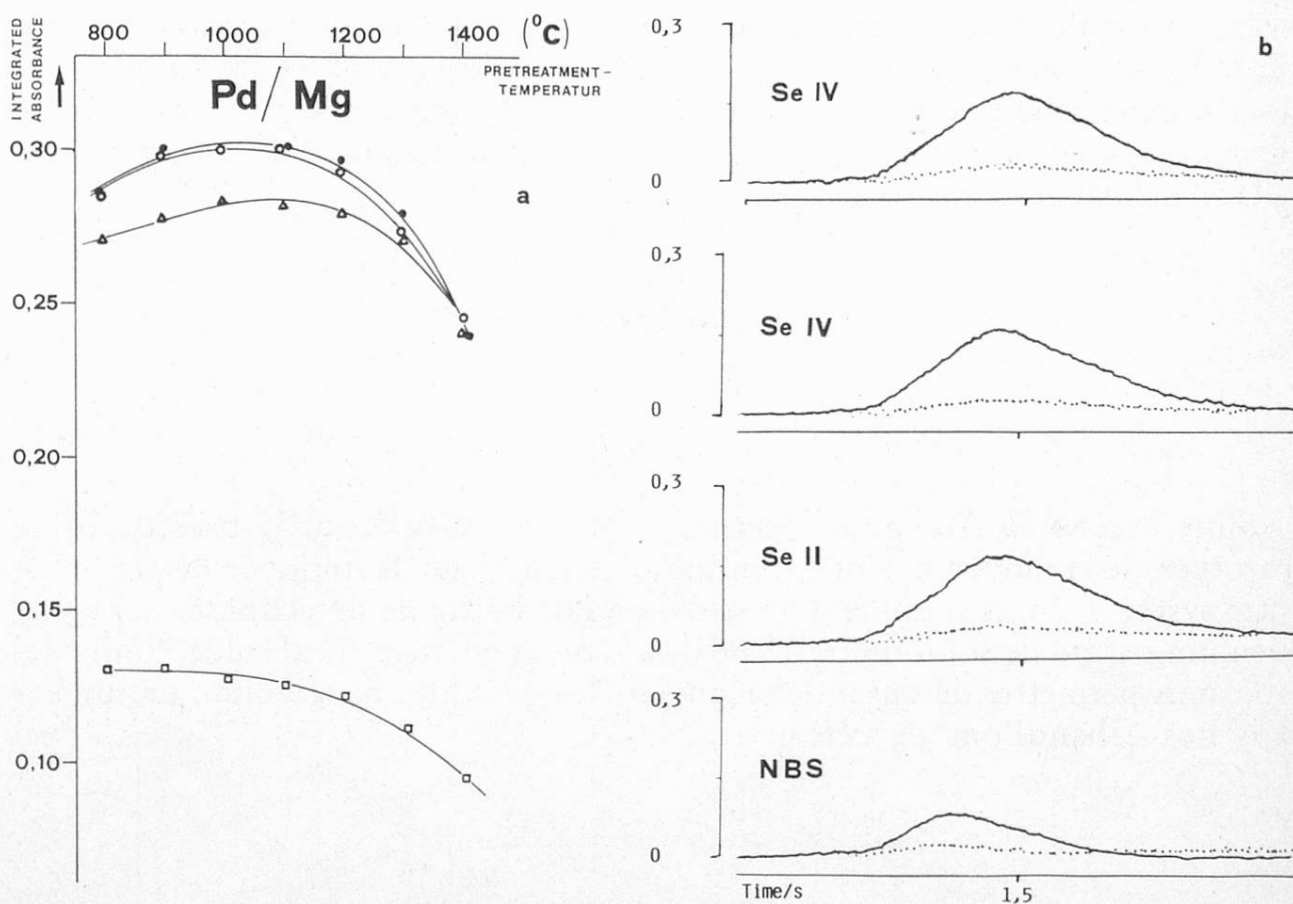 800 1000 1200 1400 (°C)
INTEGRATED
ABSORBANCE
PRETREATMENT-
TEMPERATUR
Pd/Mg
a
0,30
0,25
0,20
0,15
0,10
b
0,3
Se IV
0
0,3
Se IV
0
0,3
Se II
0
0,3
NBS
0
Time/s
1,5